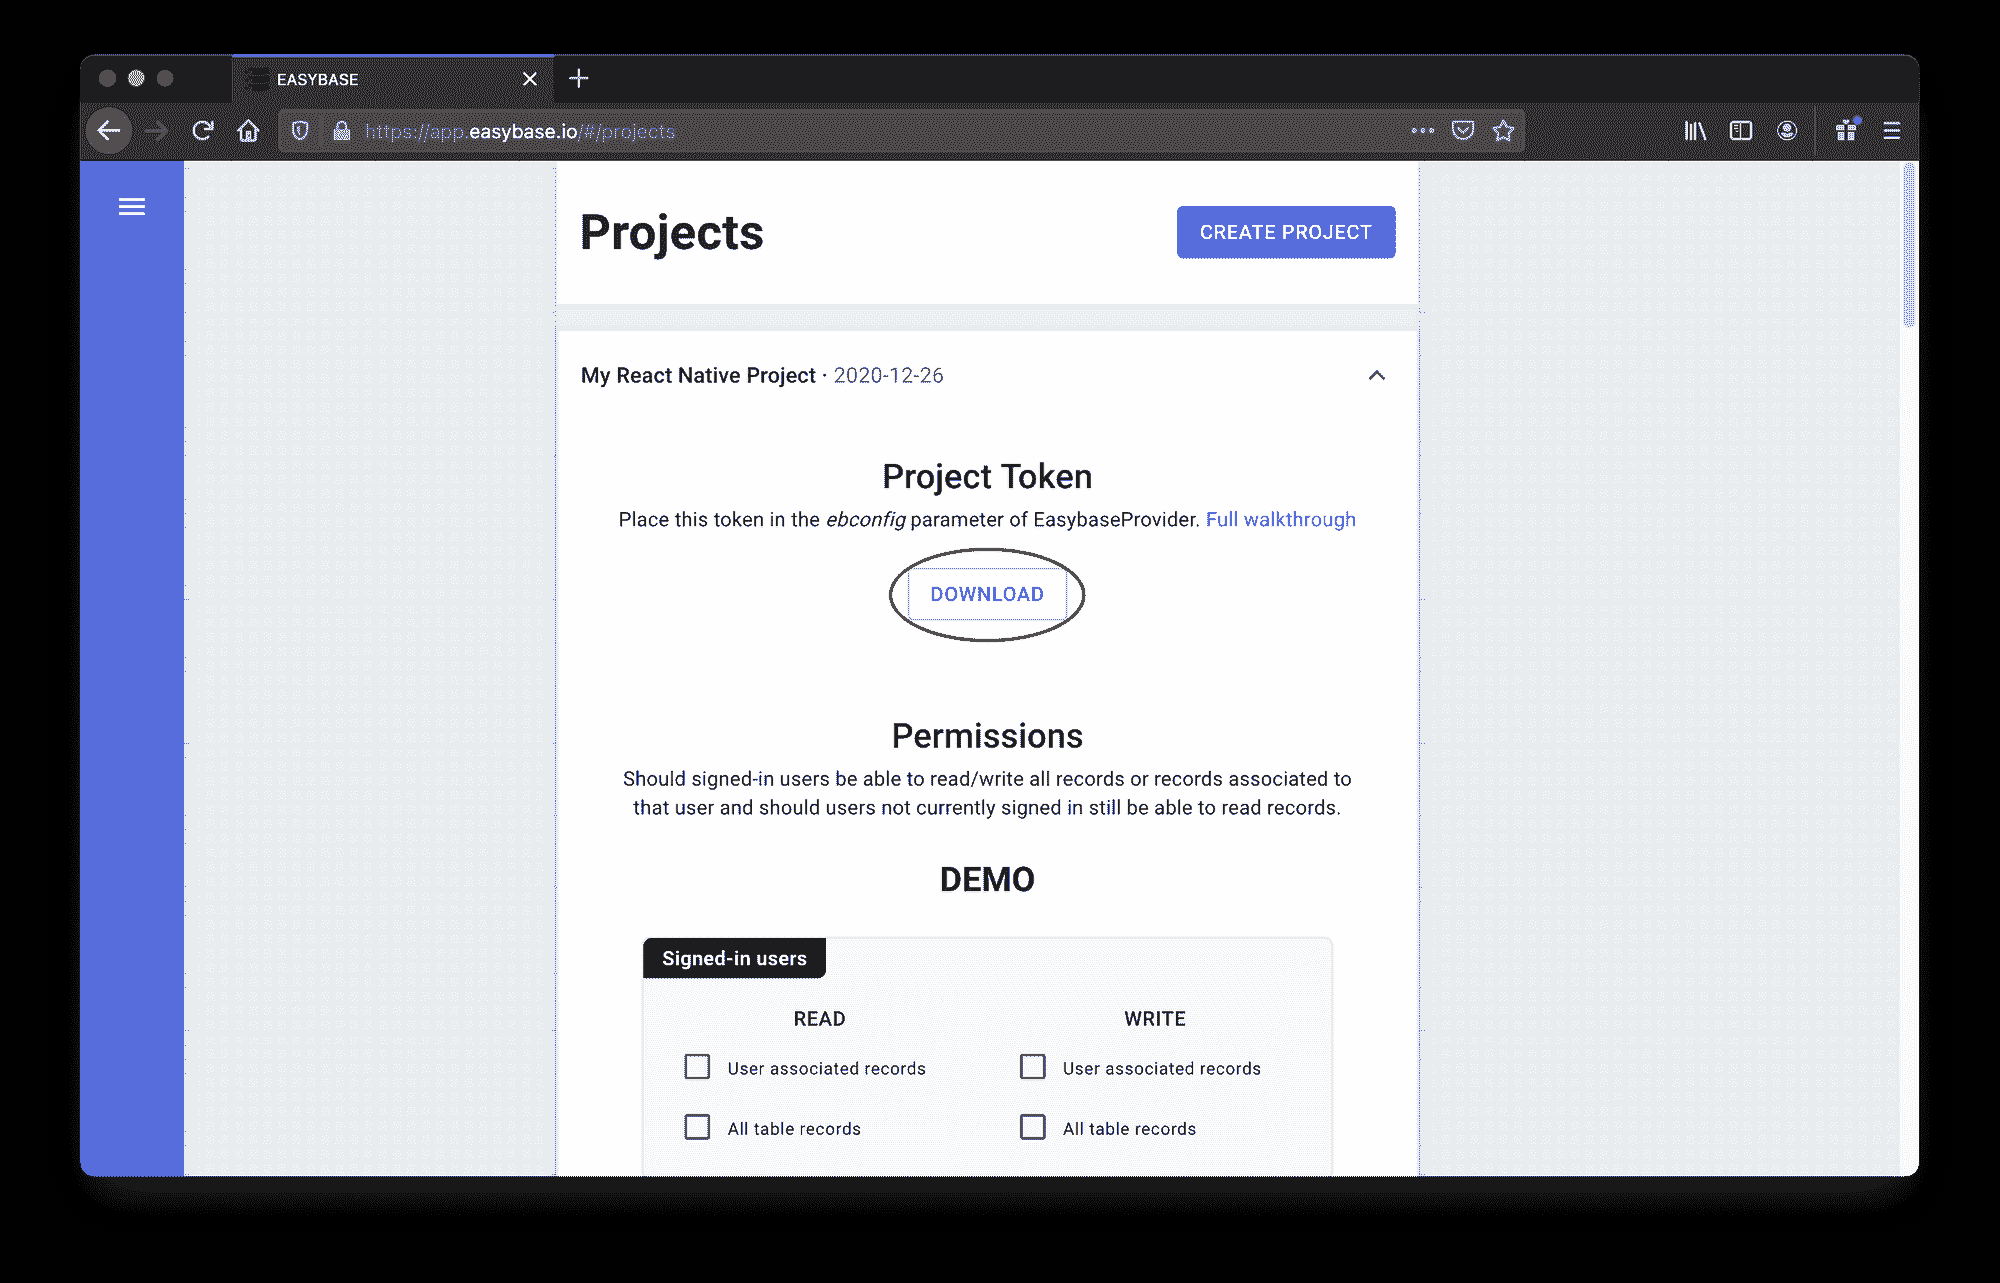 EASYBASE
https://app.easybase.io/#/projects
Projects
CREATE PROJECT
My React Native Project · 2020-12-26
Project Token
Place this token in the ebconfig parameter of EasybaseProvider. Full walkthrough
DOWNLOAD
Permissions
Should signed-in users be able to read/write all records or records associated to
that user and should users not currently signed in still be able to read records.
DEMO
Signed-in users
READ WRITE
User associated records User associated records
All table records All table records